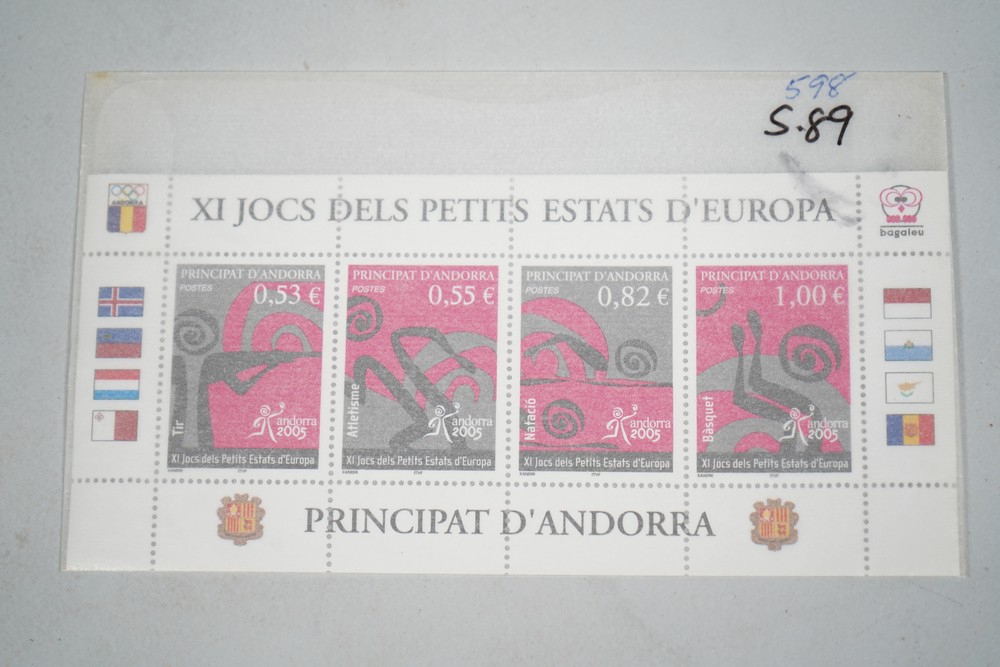 598
S.89
ANDORRA
XI JOCS DELS PETITS ESTATS D'EUROPA
bagaleu
PRINCIPAT D'ANDORRA
POSTES
0,53 €
Tir
andorra
2005
XI Jocs dels Petits Estats d'Europa
PRINCIPAT D'ANDORRA
POSTES
0,55 €
Atletisme
andorra
2005
XI Jocs dels Petits Estats d'Europa
PRINCIPAT D'ANDORRA
POSTES
0,82 €
Natació
andorra
2005
XI Jocs dels Petits Estats d'Europa
PRINCIPAT D'ANDORRA
POSTES
1,00 €
Bàsquet
andorra
2005
XI Jocs dels Petits Estats d'Europa
PRINCIPAT D'ANDORRA